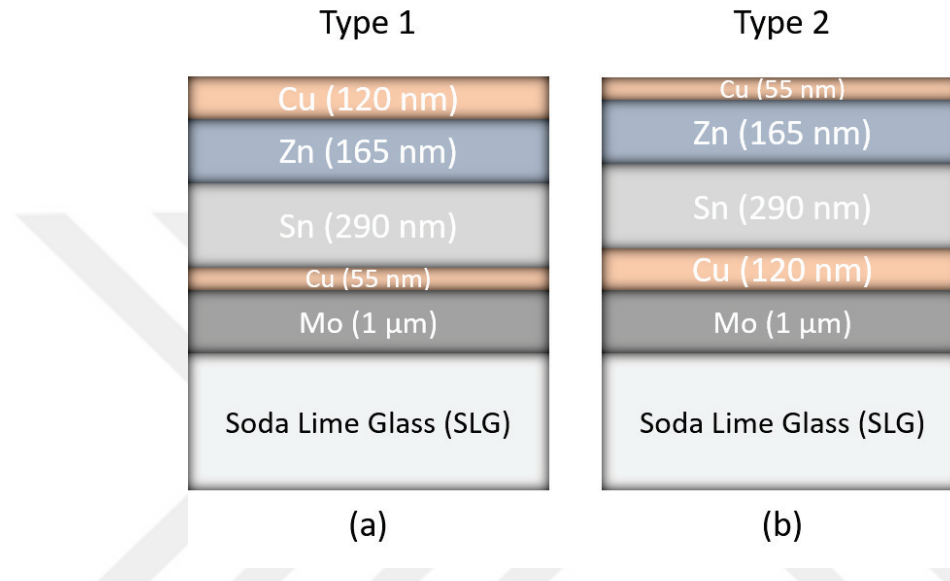 Type 1
Cu (120 nm)
Zn (165 nm)
Sn (290 nm)
Cu (55 nm)
Mo (1 μm)
Soda Lime Glass (SLG)
(a)
Type 2
Cu (55 nm)
Zn (165 nm)
Sn (290 nm)
Cu (120 nm)
Mo (1 μm)
Soda Lime Glass (SLG)
(b)